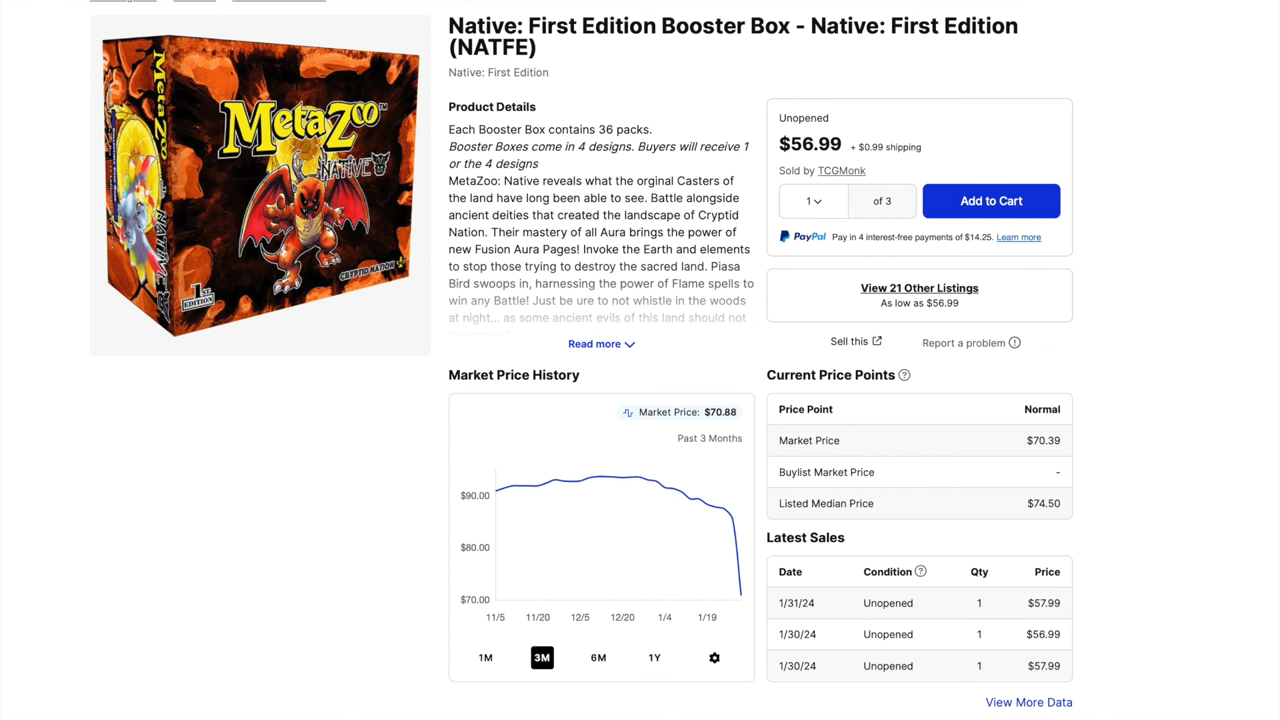 Native: First Edition Booster Box - Native: First Edition
(NATFE)
Native: First Edition
MetaZoo
MetaZoo™
NATIVE
CRYPTID NATION
1ST
EDITION
NATIVE
Product Details
Each Booster Box contains 36 packs.
Booster Boxes come in 4 designs. Buyers will receive 1
or the 4 designs
MetaZoo: Native reveals what the orginal Casters of
the land have long been able to see. Battle alongside
ancient deities that created the landscape of Cryptid
Nation. Their mastery of all Aura brings the power of
new Fusion Aura Pages! Invoke the Earth and elements
to stop those trying to destroy the sacred land. Piasa
Bird swoops in, harnessing the power of Flame spells to
win any Battle! Just be ure to not whistle in the woods
at night... as some ancient evils of this land should not
Read more
Unopened
$56.99 + $0.99 shipping
Sold by TCGMonk
1 of 3 Add to Cart
PayPal Pay in 4 interest-free payments of $14.25. Learn more
View 21 Other Listings
As low as $56.99
Sell this Report a problem
Market Price History
Market Price: $70.88
Past 3 Months
$90.00
$80.00
$70.00
11/5 11/20 12/5 12/20 1/4 1/19
1M 3M 6M 1Y
Current Price Points
Price Point Normal
Market Price $70.39
Buylist Market Price -
Listed Median Price $74.50
Latest Sales
Date Condition Qty Price
1/31/24 Unopened 1 $57.99
1/30/24 Unopened 1 $56.99
1/30/24 Unopened 1 $57.99
View More Data